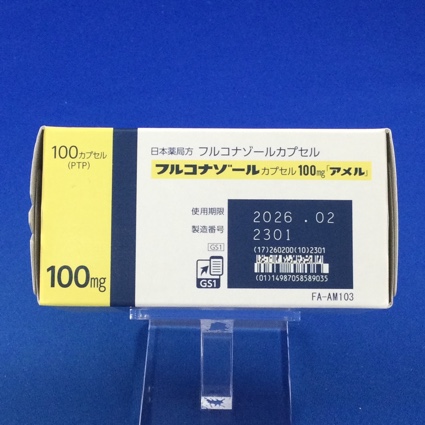 100カプセル
(PTP)
100mg
日本薬局方 フルコナゾールカプセル
フルコナゾールカプセル100mg「アメル」
使用期限 2026.02
製造番号 2301
GS1
(17)260200(10)2301
GS1
(01)14987058589035
FA-AM103